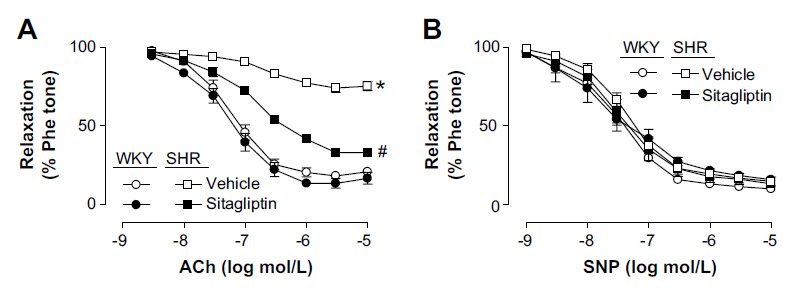 A
B
Relaxation
(% Phe tone)
100
50
0
*
#
WKY SHR
Vehicle
Sitagliptin
-9 -8 -7 -6 -5
ACh (log mol/L)
Relaxation
(% Phe tone)
100
50
0
WKY SHR
Vehicle
Sitagliptin
-9 -8 -7 -6 -5
SNP (log mol/L)